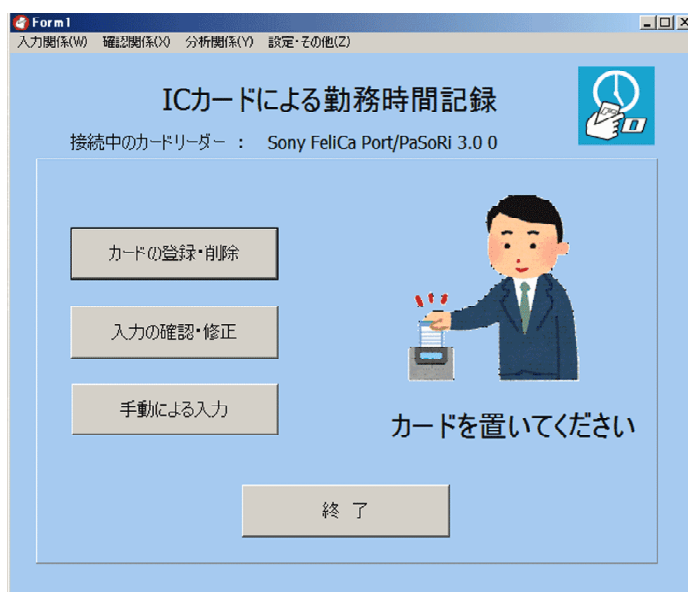 Form1
入力関係(W) 確認関係(X) 分析関係(Y) 設定・その他(Z)
ICカードによる勤務時間記録
接続中のカードリーダー : Sony FeliCa Port/PaSoRi 3.0 0
カードの登録・削除
入力の確認・修正
手動による入力
カードを置いてください
終 了